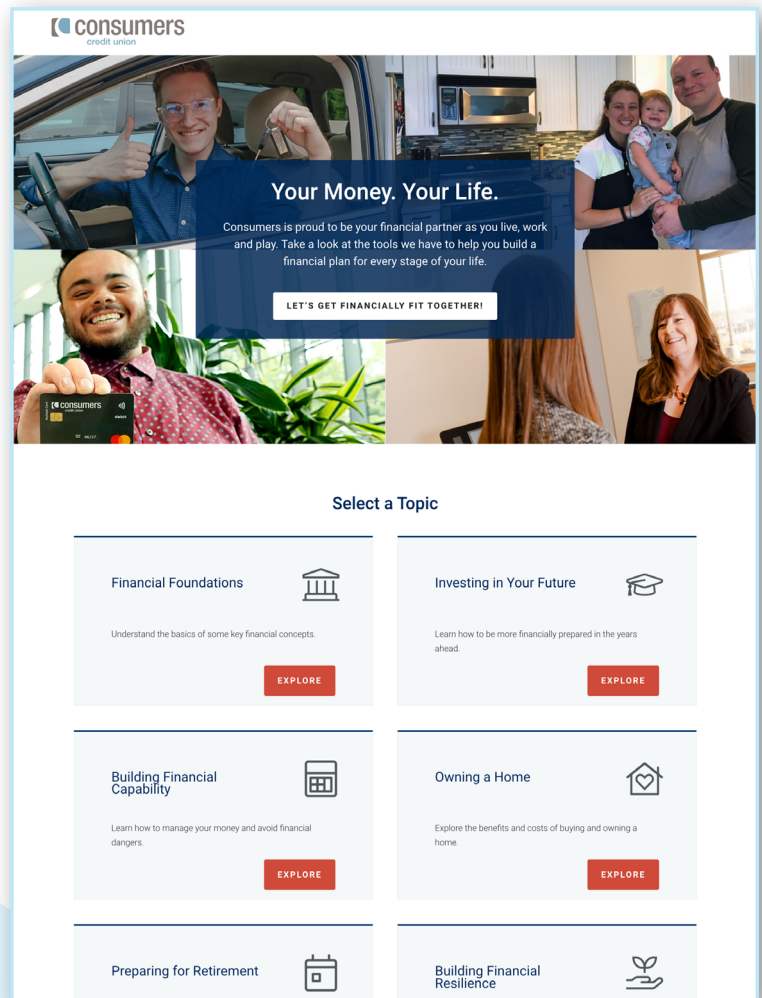 consumers
credit union
Your Money. Your Life.
Consumers is proud to be your financial partner as you live, work
and play. Take a look at the tools we have to help you build a
financial plan for every stage of your life.
LET'S GET FINANCIALLY FIT TOGETHER!
consumers
credit union
debit
06/27
Select a Topic
Financial Foundations
Understand the basics of some key financial concepts.
EXPLORE
Investing in Your Future
Learn how to be more financially prepared in the years
ahead.
EXPLORE
Building Financial
Capability
Learn how to manage your money and avoid financial
dangers.
EXPLORE
Owning a Home
Explore the benefits and costs of buying and owning a
home.
EXPLORE
Preparing for Retirement
Building Financial
Resilience